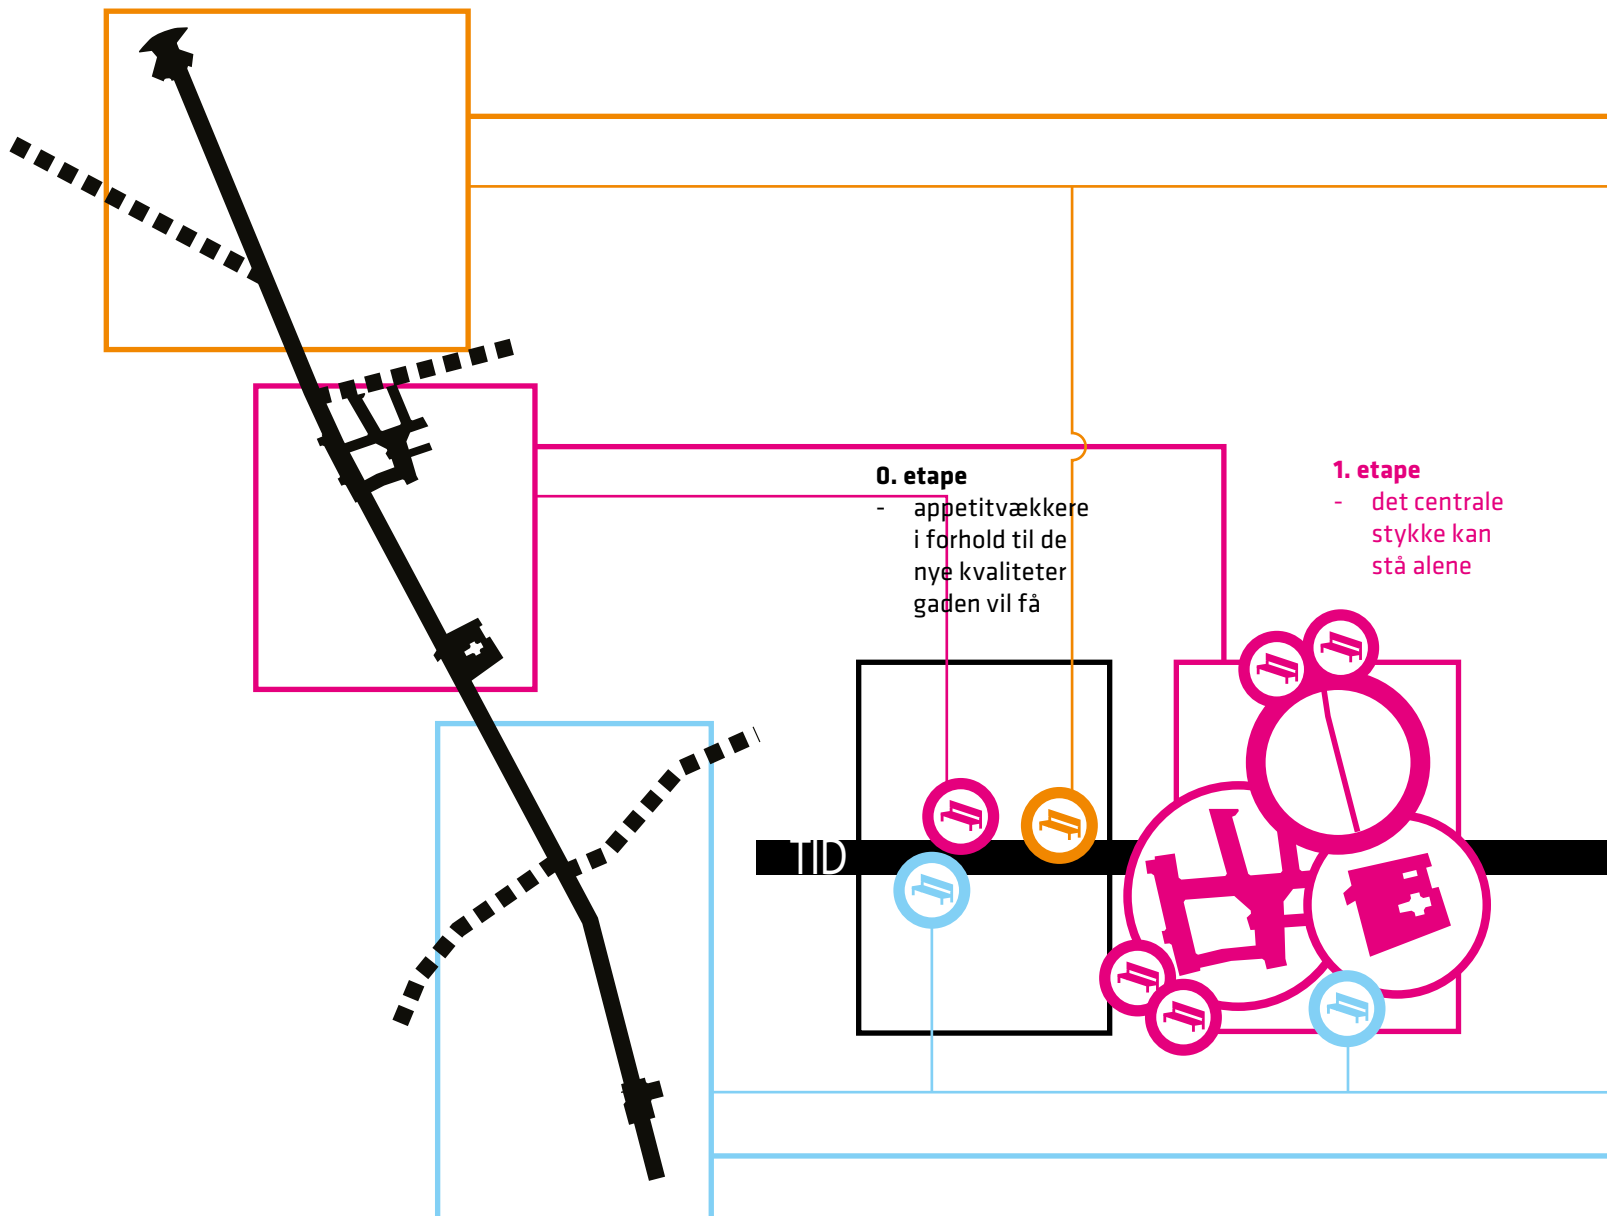 0. etape
- appetitvækkere
i forhold til de
nye kvaliteter
gaden vil få
1. etape
- det centrale
stykke kan
stå alene
TID